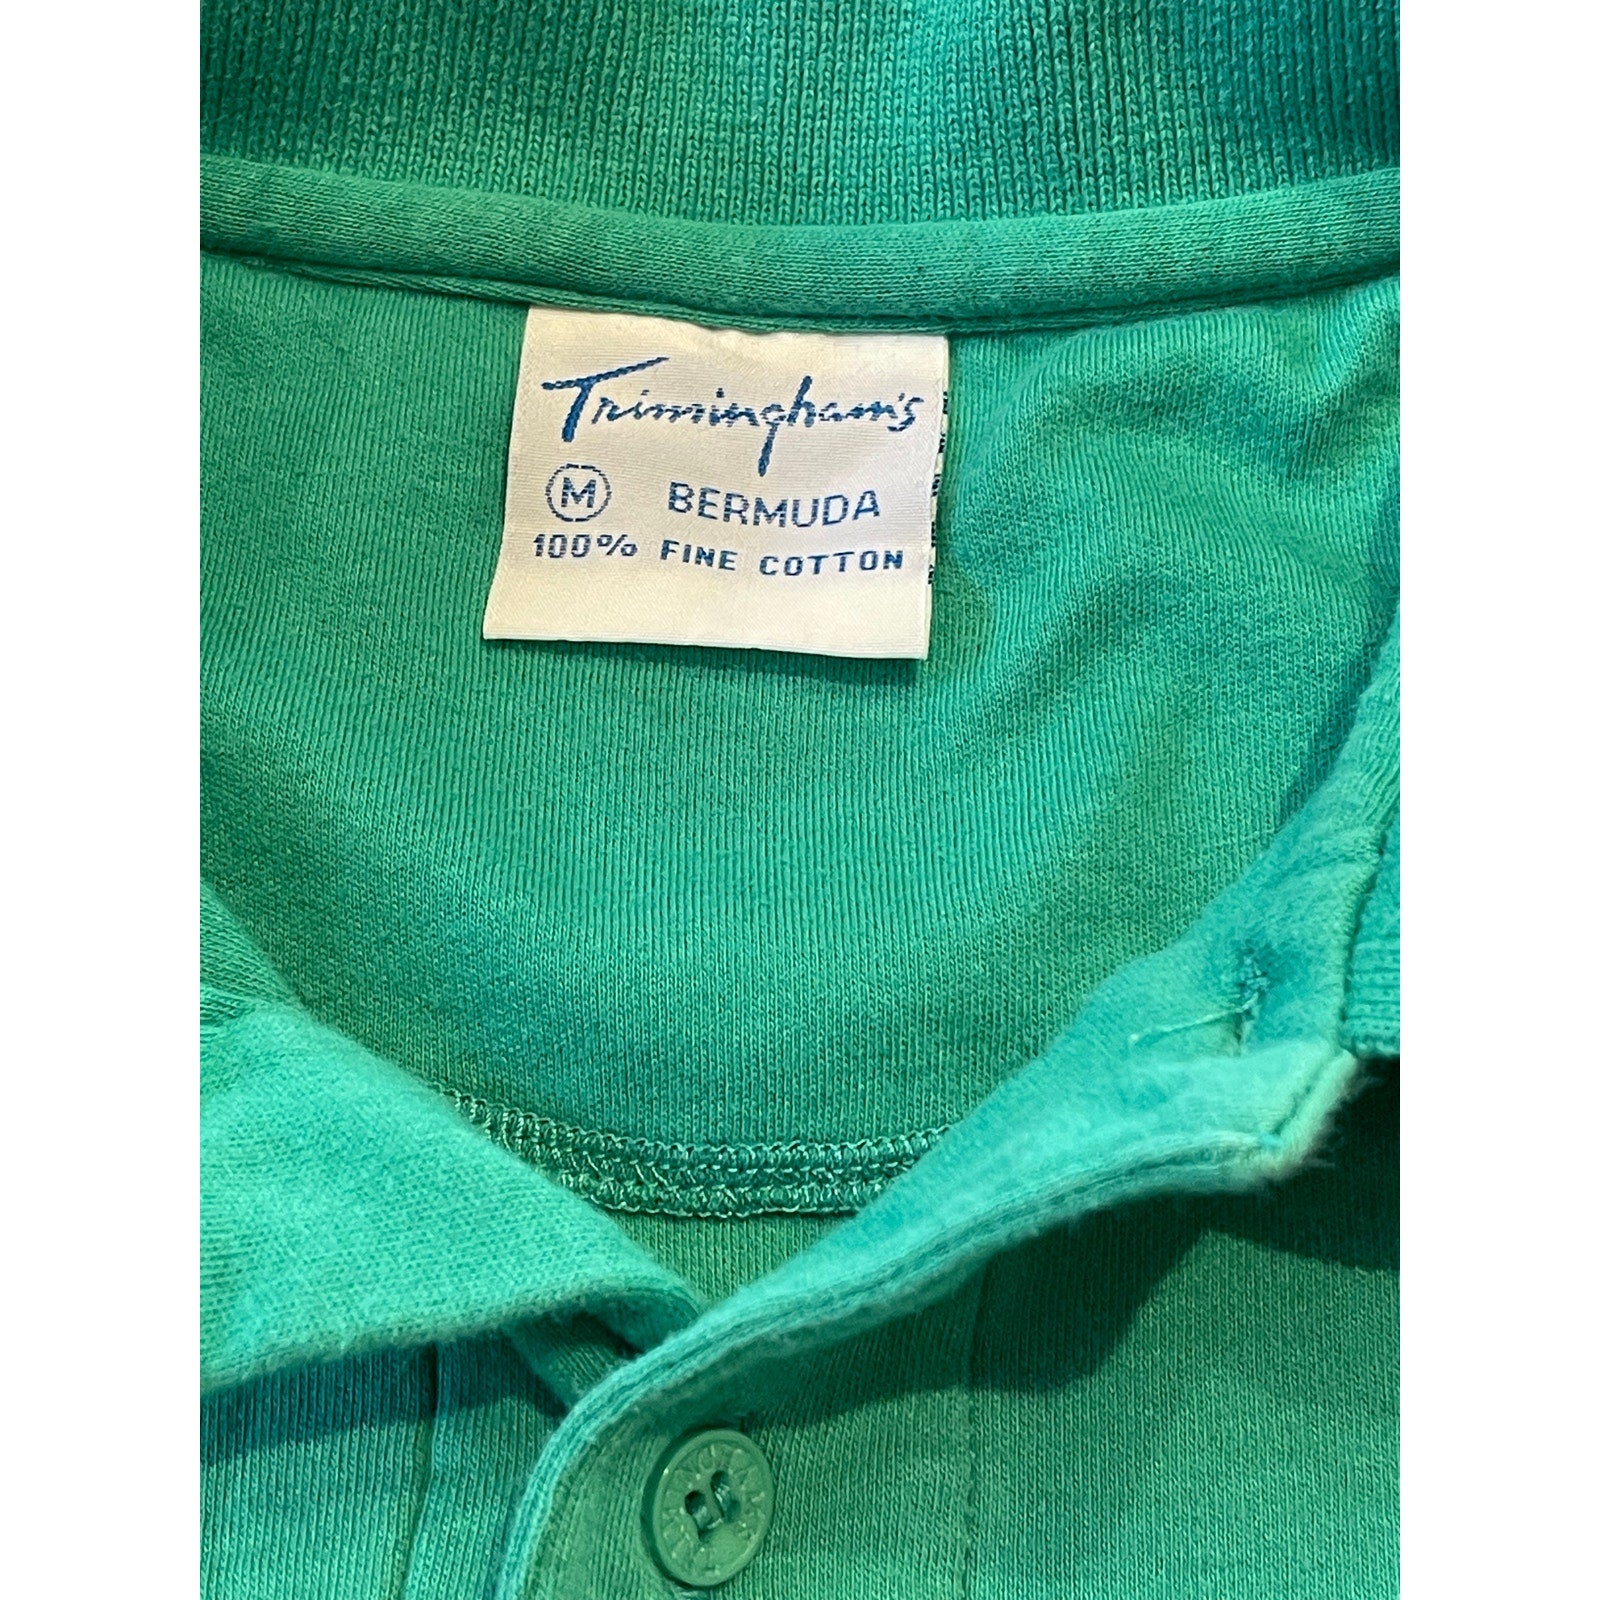 Trimingham's
M BERMUDA
100% FINE COTTON